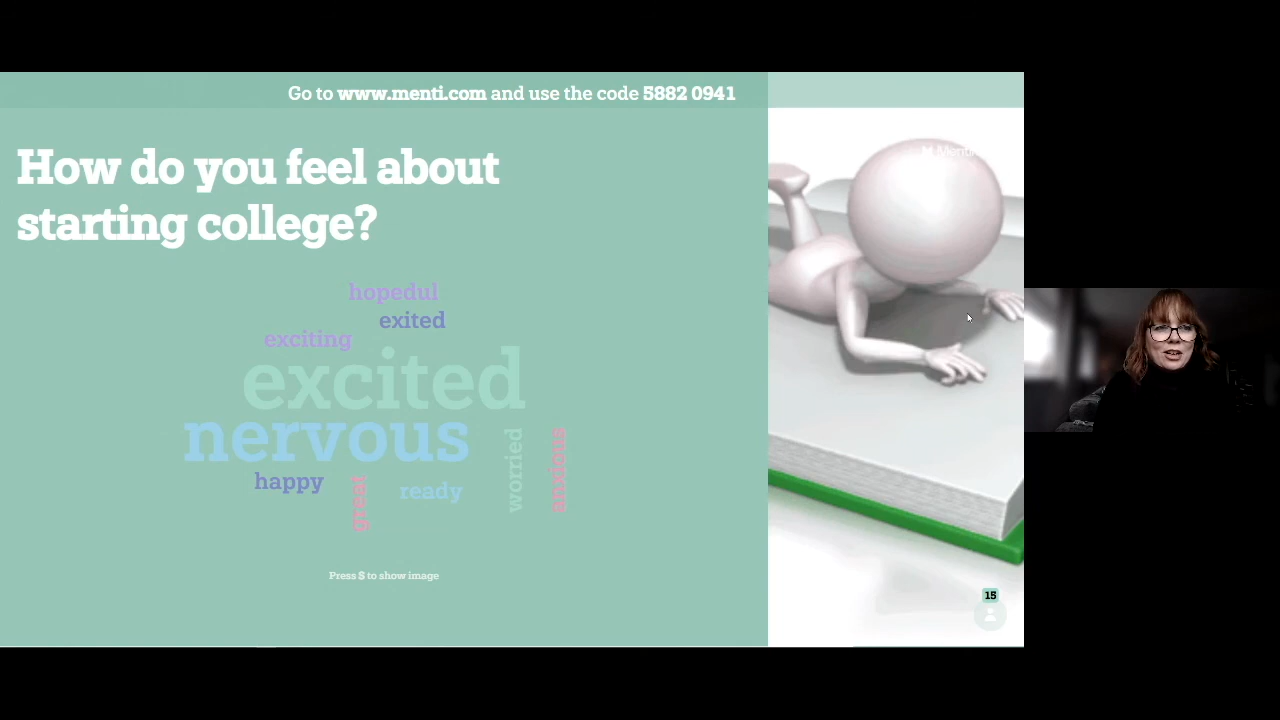 Go to www.menti.com and use the code 5882 0941
How do you feel about
starting college?
hopedul
exited
exciting
excited
nervous
worried
anxious
happy
great
ready
Press S to show image
15